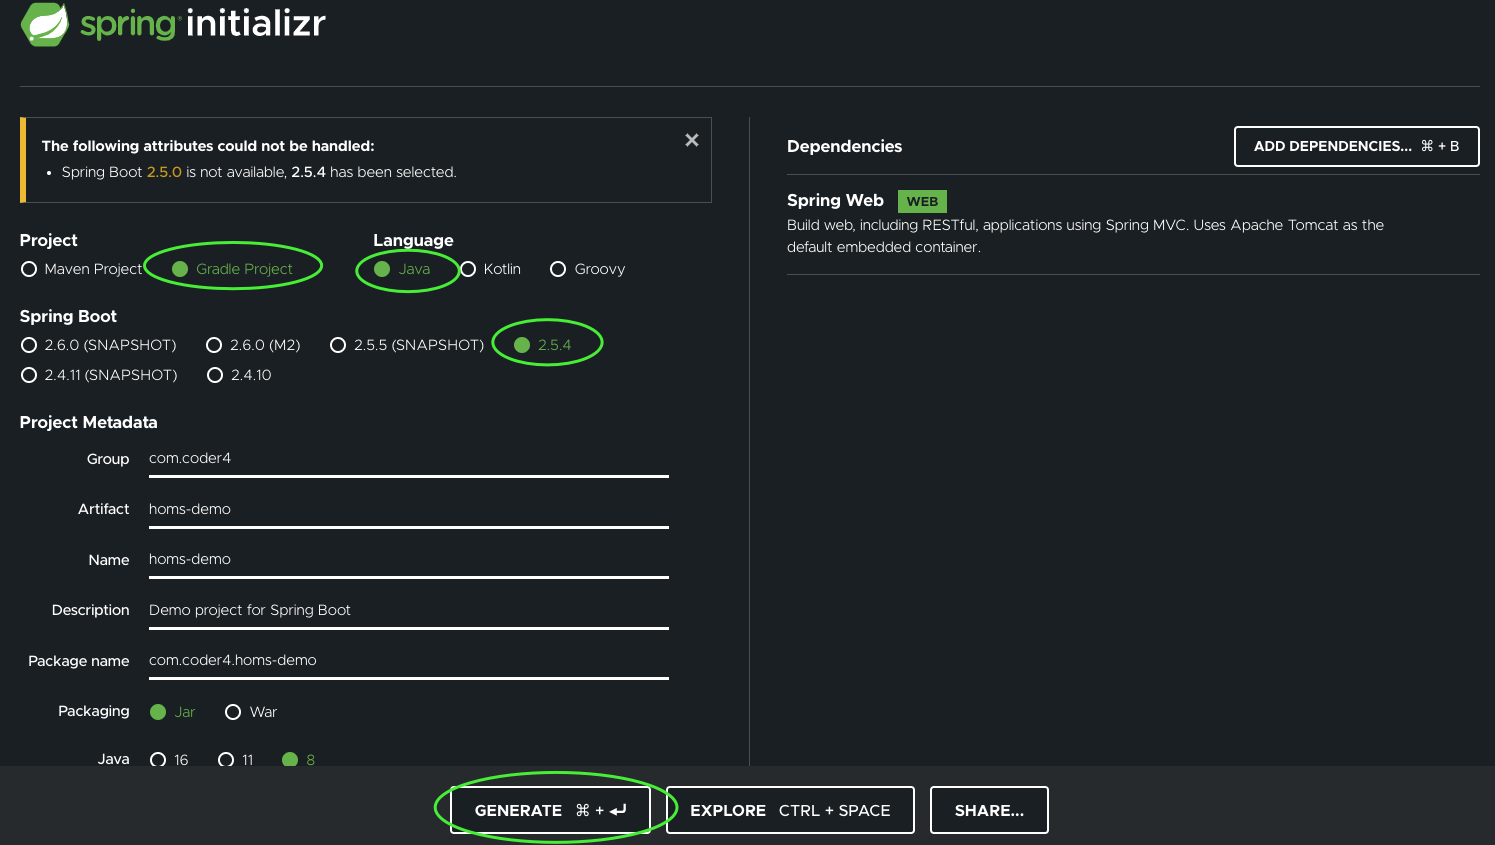 spring initializr
The following attributes could not be handled:
• Spring Boot 2.5.0 is not available, 2.5.4 has been selected.
Project
Maven Project Gradle Project
Language
Java Kotlin Groovy
Spring Boot
2.6.0 (SNAPSHOT) 2.6.0 (M2) 2.5.5 (SNAPSHOT) 2.5.4
2.4.11 (SNAPSHOT) 2.4.10
Project Metadata
Group com.coder4
Artifact homs-demo
Name homs-demo
Description Demo project for Spring Boot
Package name com.coder4.homs-demo
Packaging Jar War
Java 16 11 8
Dependencies
ADD DEPENDENCIES... ⌘ + B
Spring Web WEB
Build web, including RESTful, applications using Spring MVC. Uses Apache Tomcat as the
default embedded container.
GENERATE ⌘ + ↵
EXPLORE CTRL + SPACE
SHARE...